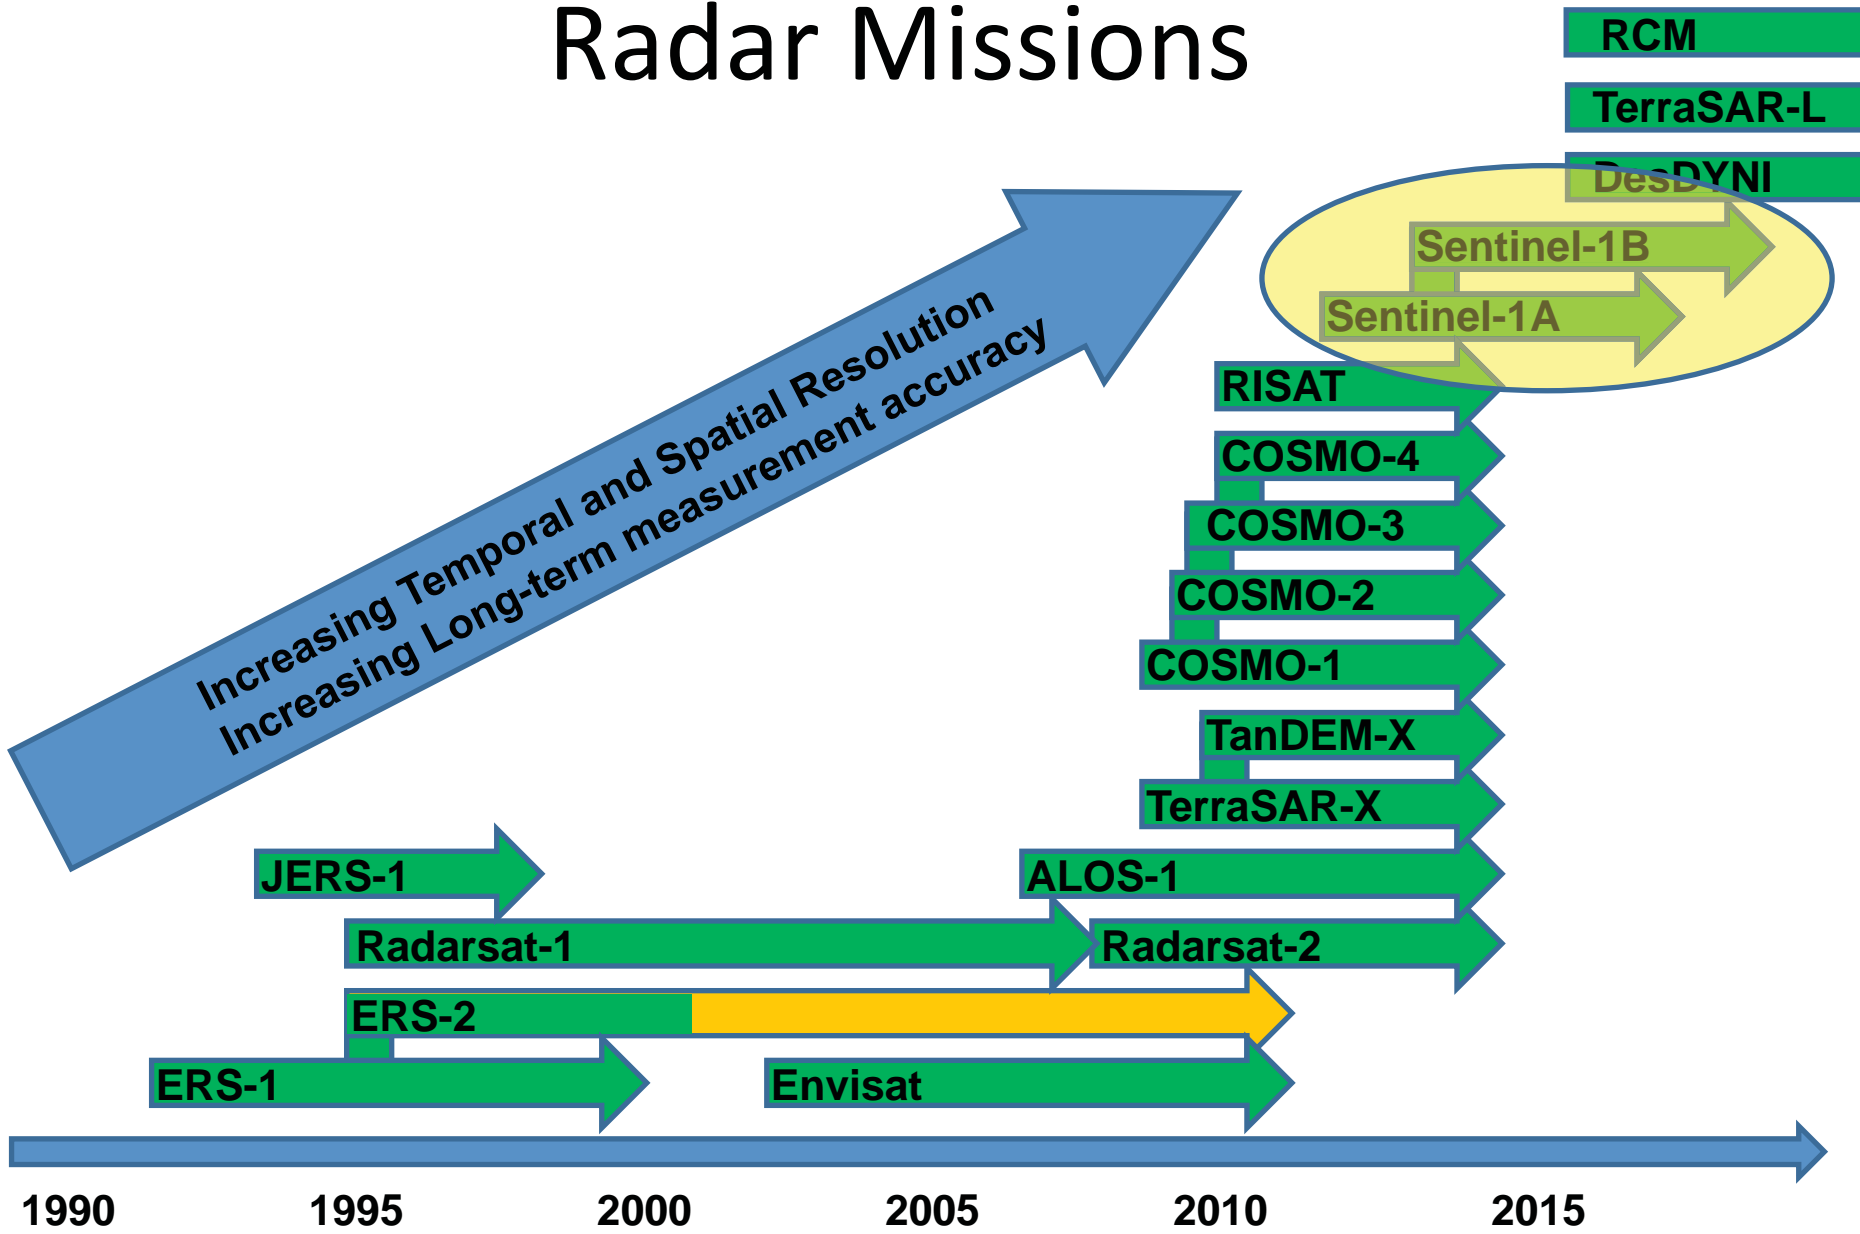 Radar Missions
RCM
TerraSAR-L
DesDYNI
Sentinel-1B
Sentinel-1A
Increasing Temporal and Spatial Resolution
Increasing Long-term measurement accuracy
RISAT
COSMO-4
COSMO-3
COSMO-2
COSMO-1
TanDEM-X
TerraSAR-X
JERS-1
ALOS-1
Radarsat-1
Radarsat-2
ERS-2
ERS-1
Envisat
1990
1995
2000
2005
2010
2015